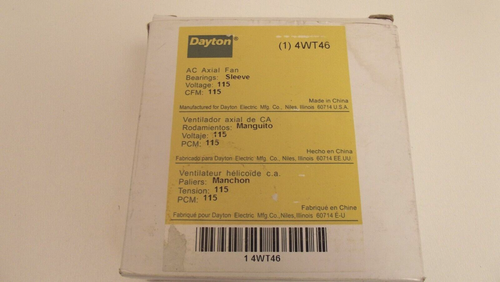 Dayton®
(1) 4WT46
AC Axial Fan
Bearings: Sleeve
Voltage: 115
CFM: 115
Made in China
Manufactured for Dayton Electric Mfg. Co., Niles, Illinois 60714 U.S.A.
Ventilador axial de CA
Rodamientos: Manguito
Voltaje: 115
PCM: 115
Hecho en China
Fabricado para Dayton Electric Mfg. Co., Niles, Illinois 60714 EE.UU.
Ventilateur hélicoïde c.a.
Paliers: Manchon
Tension: 115
PCM: 115
Fabriqué en Chine
Fabriqué pour Dayton Electric Mfg.Co., Niles, Illinois 60714 É-U
1 4WT46